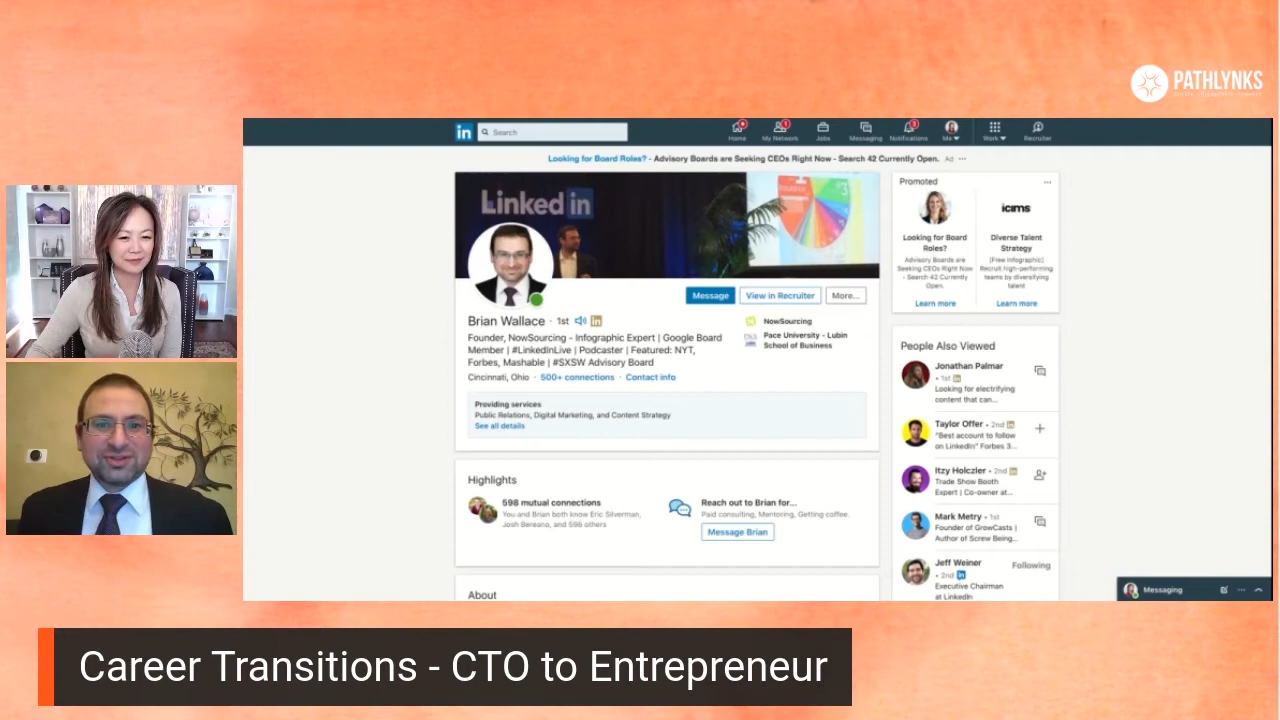 PATHLYNKS
in
Search
Home
My Network
Jobs
Messaging
Notifications
Me
Work
Recruiter
Looking for Board Roles? - Advisory Boards are Seeking CEOs Right Now - Search 42 Currently Open. Ad ...
Linked in
$3
Message
View in Recruiter
More...
Brian Wallace · 1st
Founder, NowSourcing - Infographic Expert | Google Board
Member | #LinkedInLive | Podcaster | Featured: NYT,
Forbes, Mashable | #SXSW Advisory Board
Cincinnati, Ohio · 500+ connections · Contact info
NowSourcing
Pace University - Lubin
School of Business
Providing services
Public Relations, Digital Marketing, and Content Strategy
See all details
Highlights
598 mutual connections
You and Brian both know Eric Silverman,
Josh Bereano, and 596 others
Reach out to Brian for...
Paid consulting, Mentoring, Getting coffee.
Message Brian
About
Promoted
Looking for Board
Roles?
Advisory Boards are
Seeking CEOs Right Now
- Search 42 Currently
Open.
Learn more
icims
Diverse Talent
Strategy
[Free Infographic]
Recruit high-performing
teams by diversifying
talent
Learn more
People Also Viewed
Jonathan Palmar
• 1st in
Looking for electrifying
content that can...
Taylor Offer • 2nd in
"Best account to follow
on LinkedIn" Forbes 3...
Itzy Holczler • 2nd in
Trade Show Booth
Expert | Co-owner at...
Mark Metry • 1st
Founder of GrowCasts |
Author of Screw Being...
Jeff Weiner
• 2nd in
Executive Chairman
at LinkedIn
Following
Messaging
Career Transitions - CTO to Entrepreneur